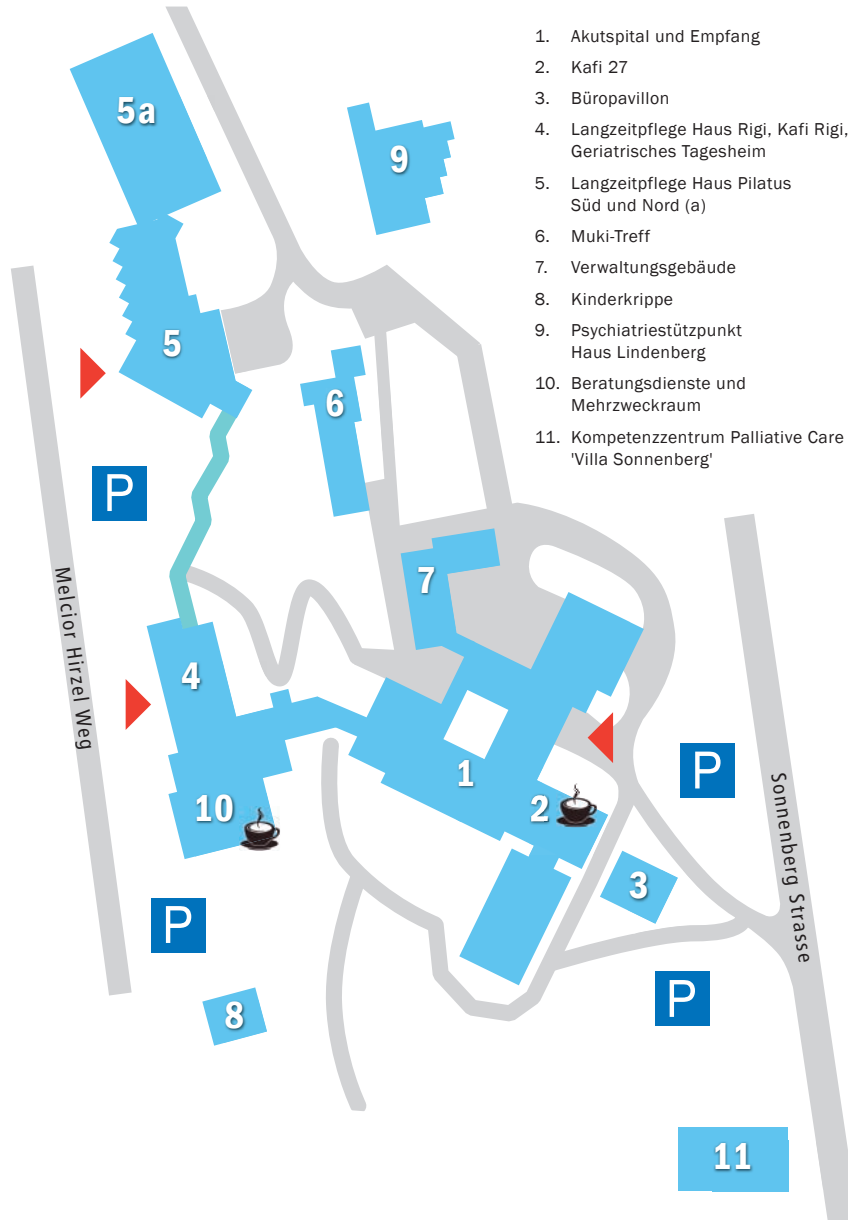 1. Akutspital und Empfang
2. Kafi 27
3. Büropavillon
4. Langzeitpflege Haus Rigi, Kafi Rigi,
Geriatrisches Tagesheim
5. Langzeitpflege Haus Pilatus
Süd und Nord (a)
6. Muki-Treff
7. Verwaltungsgebäude
8. Kinderkrippe
9. Psychiatriestützpunkt
Haus Lindenberg
10. Beratungsdienste und
Mehrzweckraum
11. Kompetenzzentrum Palliative Care
'Villa Sonnenberg'
5a
9
5
6
P
7
Melcior Hirzel Weg
4
1
P
10
2
Sonnenberg Strasse
3
P
P
8
11